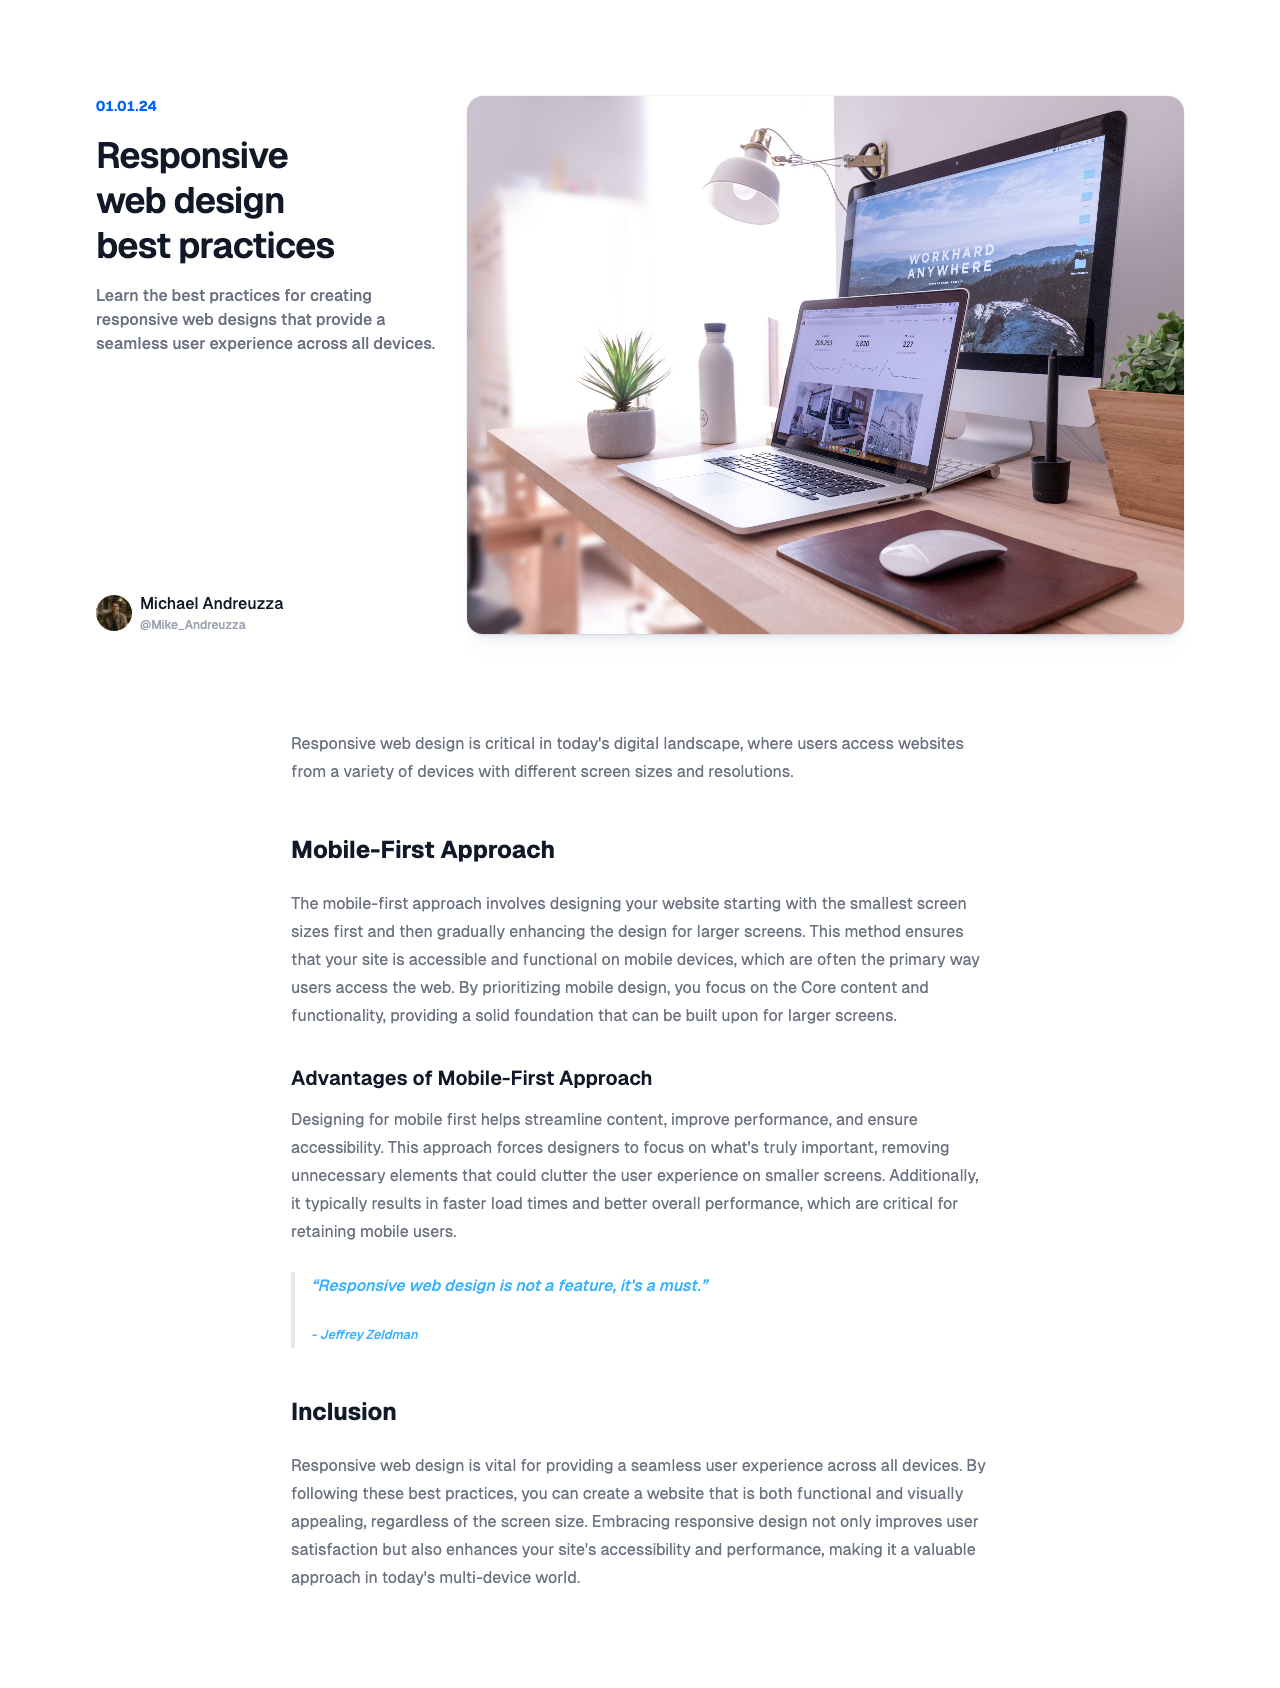 01.01.24
Responsive
web design
best practices
Learn the best practices for creating
responsive web designs that provide a
seamless user experience across all devices.
WORKHARD
ANYWHERE
3,820
227
Michael Andreuzza
@Mike_Andreuzza
Responsive web design is critical in today's digital landscape, where users access websites
from a variety of devices with different screen sizes and resolutions.
Mobile-First Approach
The mobile-first approach involves designing your website starting with the smallest screen
sizes first and then gradually enhancing the design for larger screens. This method ensures
that your site is accessible and functional on mobile devices, which are often the primary way
users access the web. By prioritizing mobile design, you focus on the Core content and
functionality, providing a solid foundation that can be built upon for larger screens.
Advantages of Mobile-First Approach
Designing for mobile first helps streamline content, improve performance, and ensure
accessibility. This approach forces designers to focus on what's truly important, removing
unnecessary elements that could clutter the user experience on smaller screens. Additionally,
it typically results in faster load times and better overall performance, which are critical for
retaining mobile users.
“Responsive web design is not a feature, it's a must.”
- Jeffrey Zeldman
Inclusion
Responsive web design is vital for providing a seamless user experience across all devices. By
following these best practices, you can create a website that is both functional and visually
appealing, regardless of the screen size. Embracing responsive design not only improves user
satisfaction but also enhances your site's accessibility and performance, making it a valuable
approach in today's multi-device world.